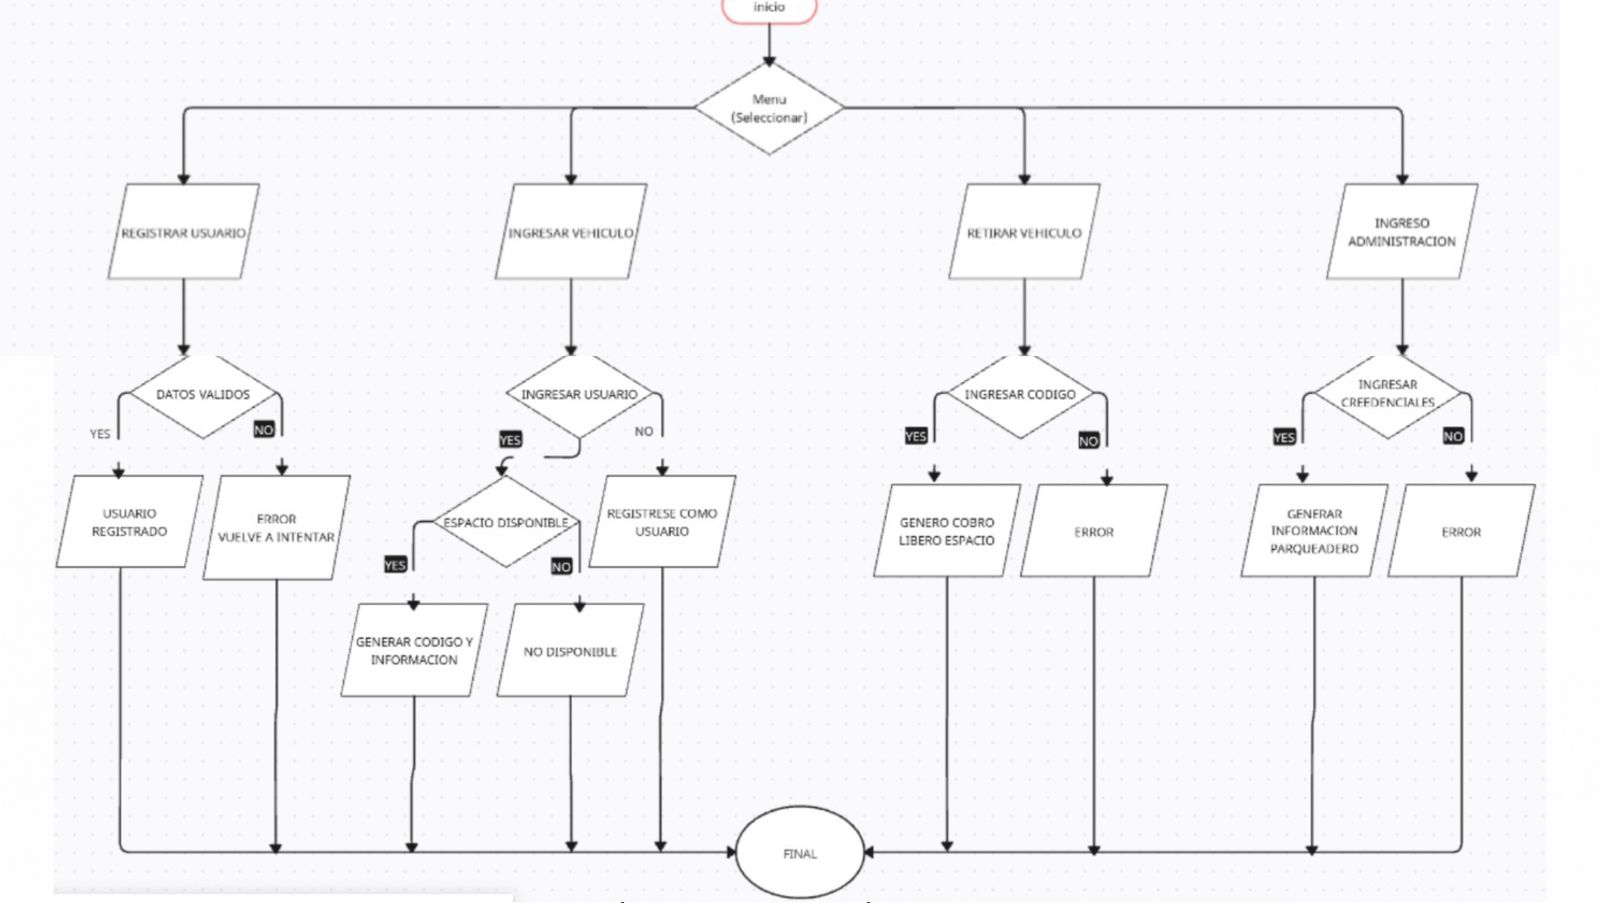 inicio
Menu
(Seleccionar)
REGISTRAR USUARIO
INGRESAR VEHICULO
RETIRAR VEHICULO
INGRESO
ADMINISTRACION
DATOS VALIDOS
YES
NO
INGRESAR USUARIO
YES
NO
INGRESAR CODIGO
YES
NO
INGRESAR
CREEDENCIALES
YES
NO
USUARIO
REGISTRADO
ERROR
VUELVE A INTENTAR
ESPACIO DISPONIBLE
YES
NO
REGISTRESE COMO
USUARIO
GENERO COBRO
LIBERO ESPACIO
ERROR
GENERAR
INFORMACION
PARQUEADERO
ERROR
GENERAR CODIGO Y
INFORMACION
NO DISPONIBLE
FINAL